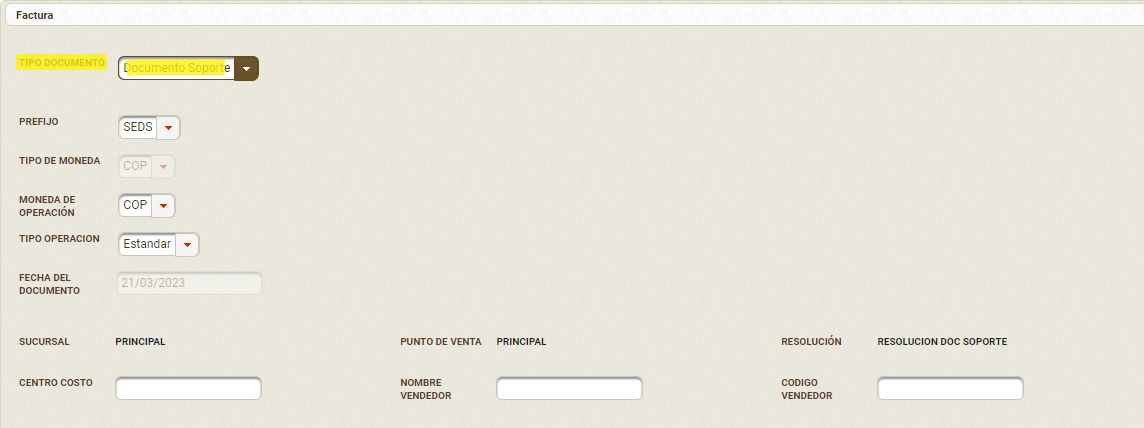 Factura
TIPO DOCUMENTO Documento Soporte
PREFIJO SEDS
TIPO DE MONEDA COP
MONEDA DE
OPERACIÓN COP
TIPO OPERACION Estandar
FECHA DEL
DOCUMENTO 21/03/2023
SUCURSAL PRINCIPAL PUNTO DE VENTA PRINCIPAL RESOLUCIÓN RESOLUCION DOC SOPORTE
CENTRO COSTO NOMBRE
VENDEDOR CODIGO
VENDEDOR